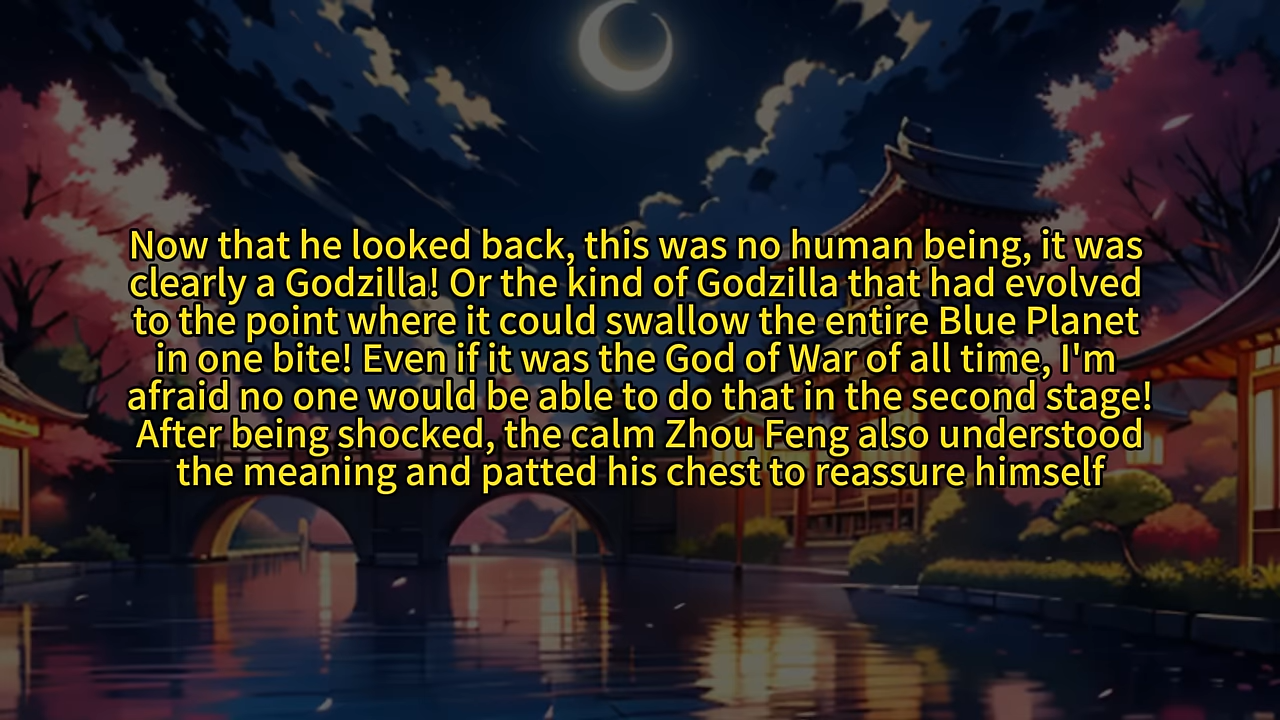 Now that he looked back, this was no human being, it was
clearly a Godzilla! Or the kind of Godzilla that had evolved
to the point where it could swallow the entire Blue Planet
in one bite! Even if it was the God of War of all time, I'm
afraid no one would be able to do that in the second stage!
After being shocked, the calm Zhou Feng also understood
the meaning and patted his chest to reassure himself